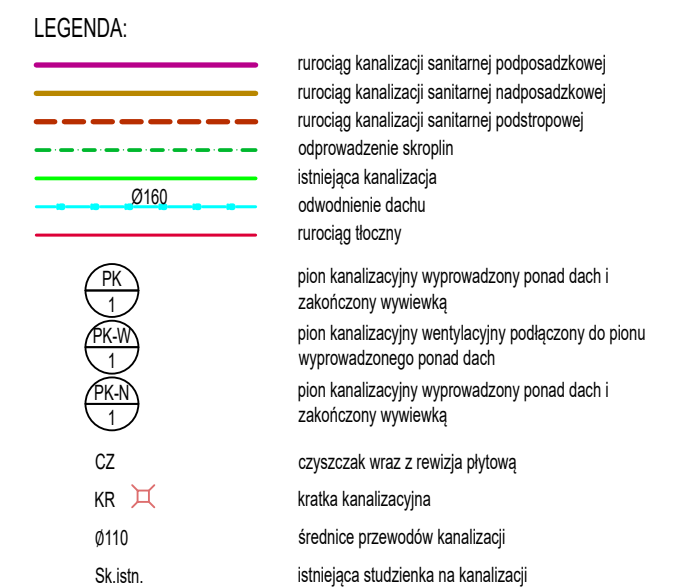 LEGENDA:
rurociąg kanalizacji sanitarnej podposadzkowej
rurociąg kanalizacji sanitarnej nadposadzkowej
rurociąg kanalizacji sanitarnej podstropowej
odprowadzenie skroplin
istniejąca kanalizacja
Ø160 odwodnienie dachu
rurociąg tłoczny
PK
1
pion kanalizacyjny wyprowadzony ponad dach i
zakończony wywiewką
PK-W
1
pion kanalizacyjny wentylacyjny podłączony do pionu
wyprowadzonego ponad dach
PK-N
1
pion kanalizacyjny wyprowadzony ponad dach i
zakończony wywiewką
CZ czyszczak wraz z rewizja płytową
KR kratka kanalizacyjna
Ø110 średnice przewodów kanalizacji
Sk.istn. istniejąca studzienka na kanalizacji